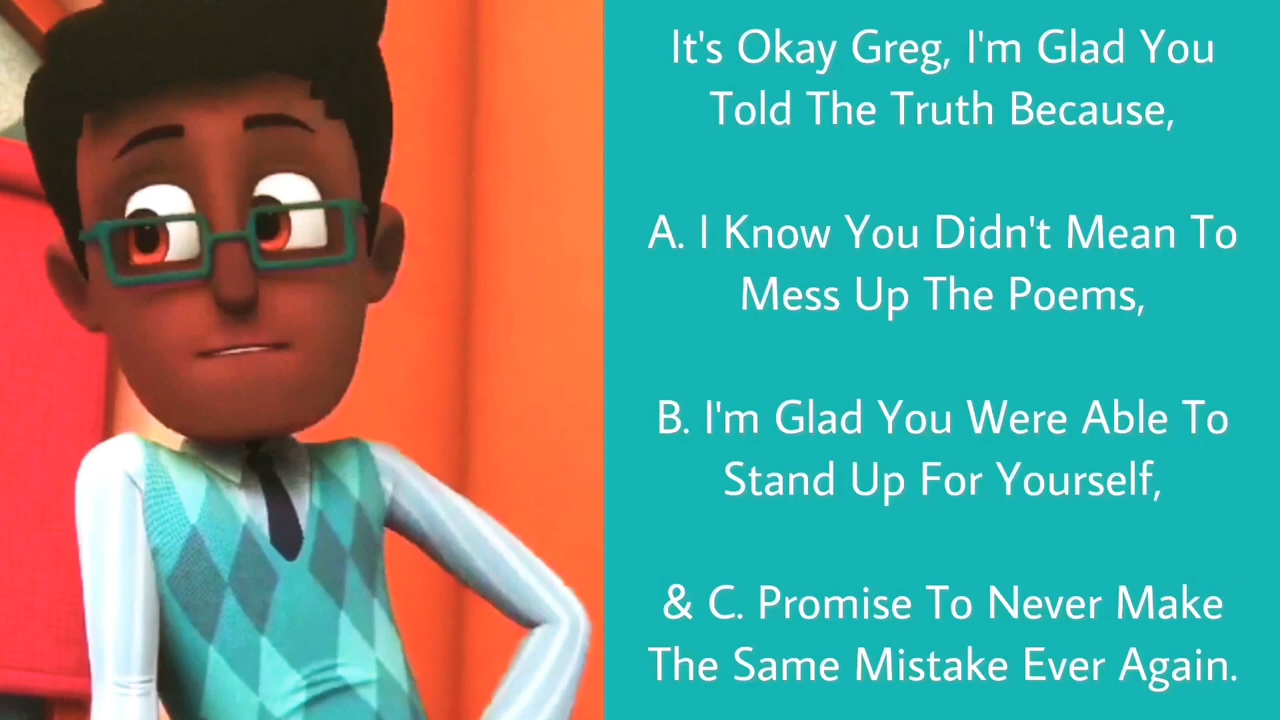 It's Okay Greg, I'm Glad You
Told The Truth Because,
A. I Know You Didn't Mean To
Mess Up The Poems,
B. I'm Glad You Were Able To
Stand Up For Yourself,
& C. Promise To Never Make
The Same Mistake Ever Again.